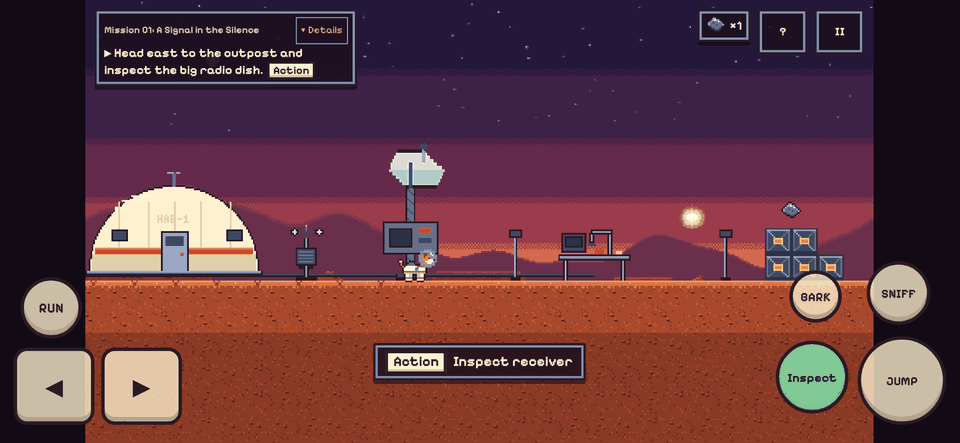 Mission 01: A Signal in the Silence
▾ Details
▶ Head east to the outpost and
inspect the big radio dish. Action
×1
?
II
HAB-1
RUN
BARK
SNIFF
◀
▶
Action Inspect receiver
Inspect
JUMP